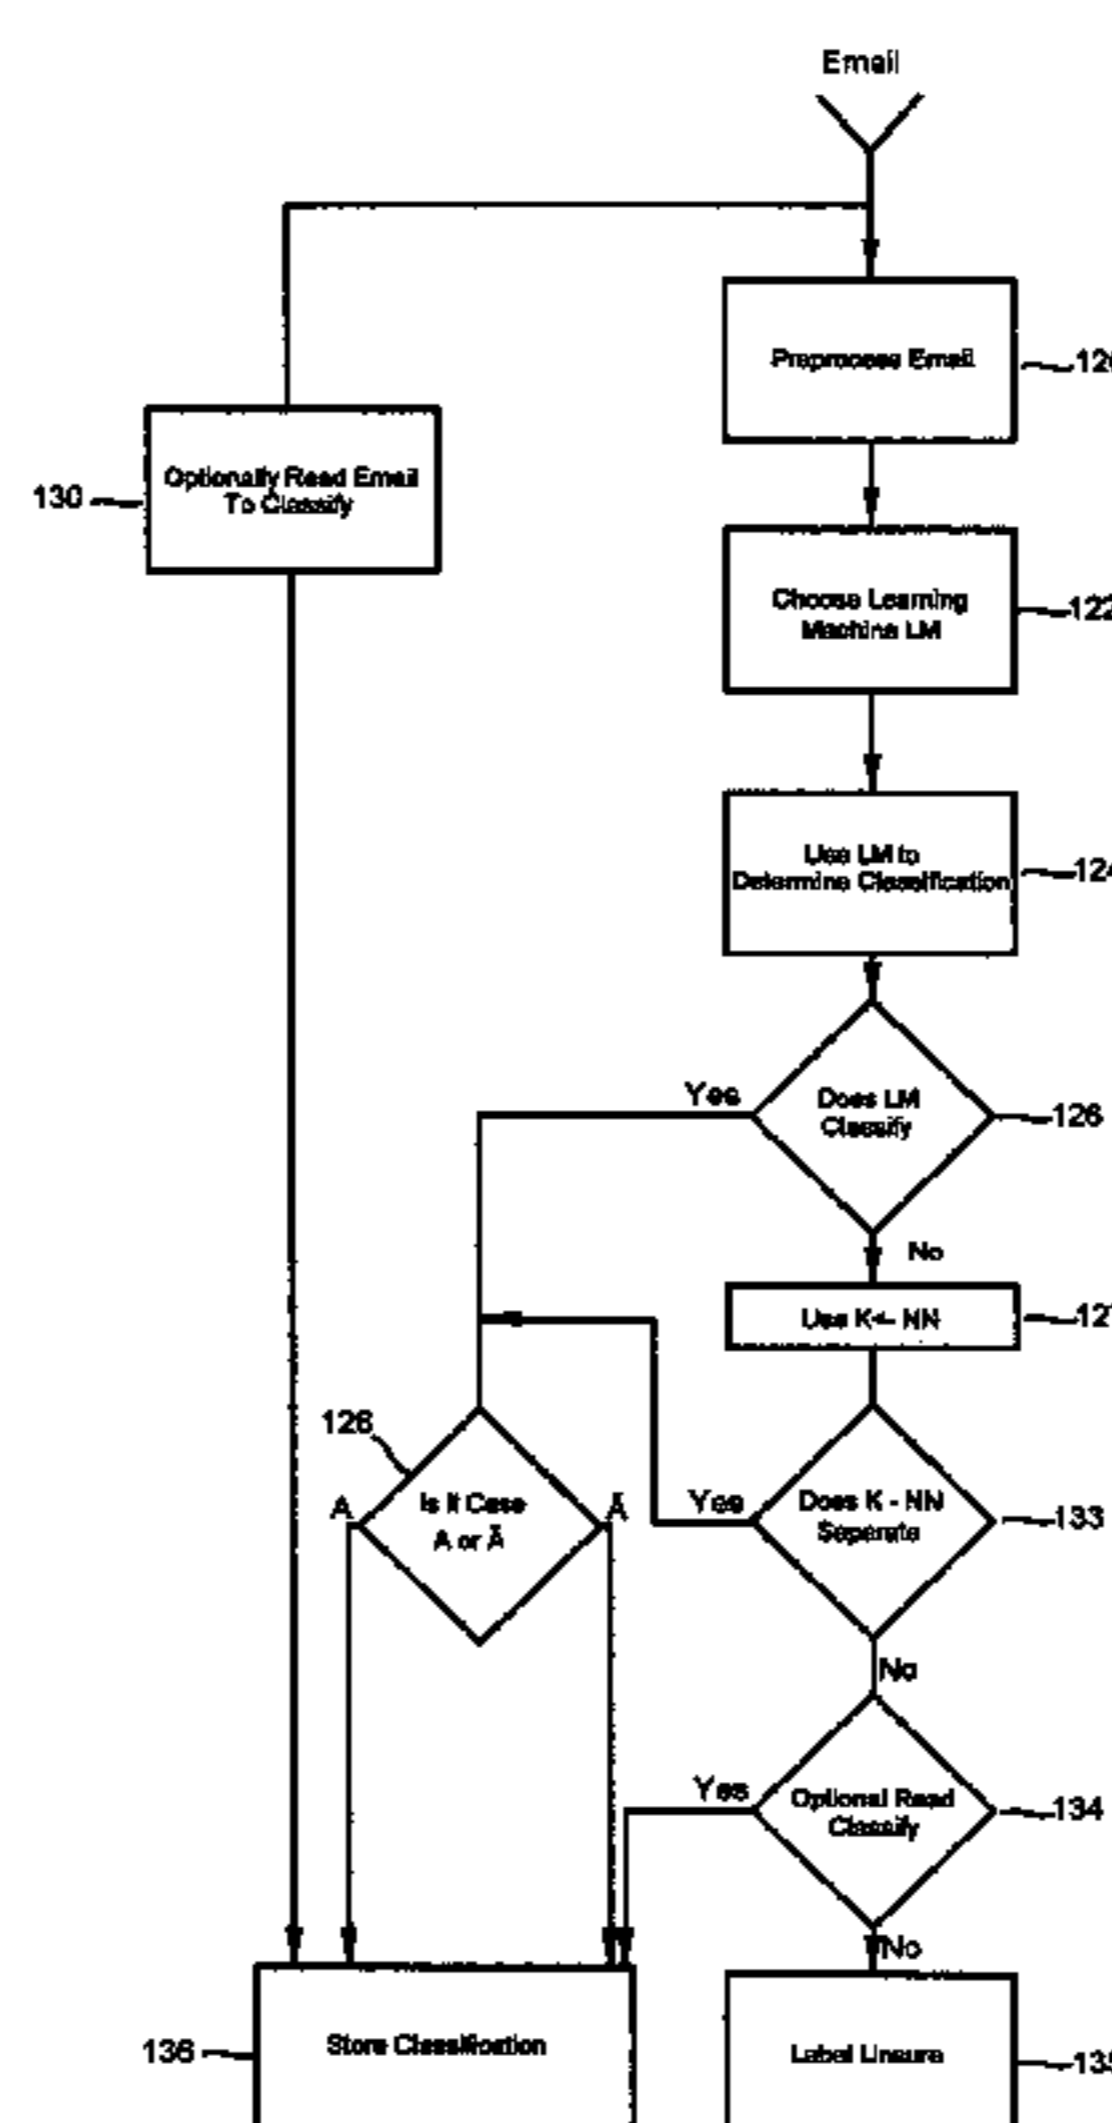 Email
Preprocess Email
Optionally Read Email
To Classify
130
Choose Learning
Machine LM
Use LM to
Determine Classification
Yes
Does LM
Classify
126
No
Use K - NN
Is it Case
A or Ā
A
Ā
Yes
Does K - NN
Separate
133
No
Yes
Optional Read
Classify
134
No
136
Store Classification
Label Unsure